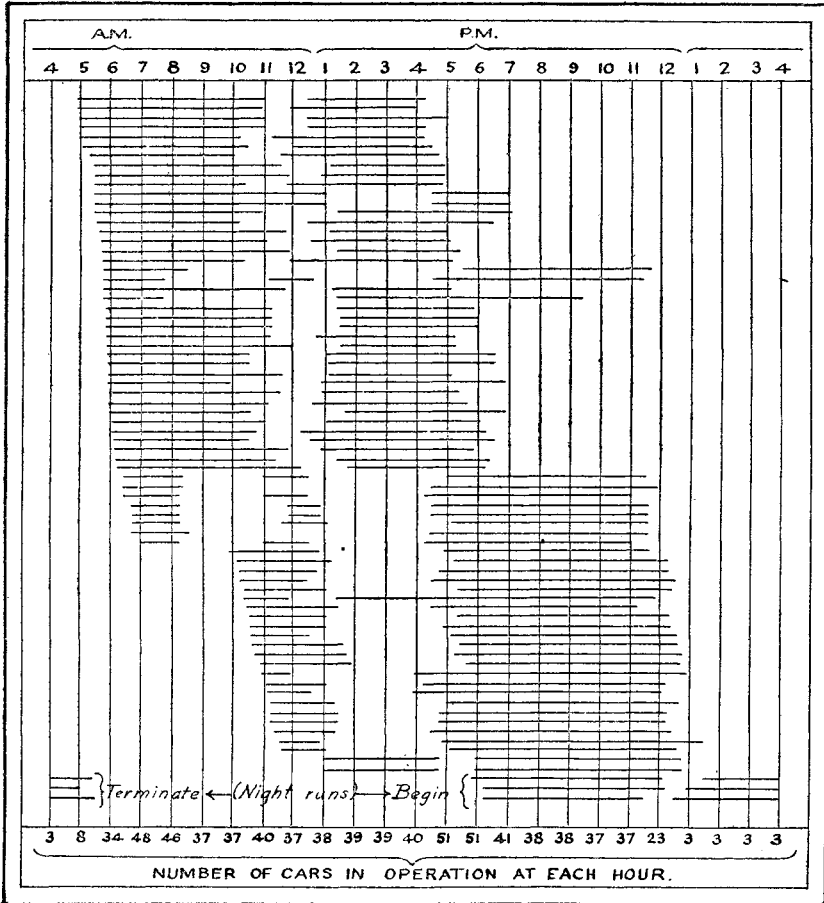 A.M. P.M.
4 5 6 7 8 9 10 11 12 1 2 3 4 5 6 7 8 9 10 11 12 1 2 3 4
Terminate ← (Night runs) → Begin
3 8 34 48 46 37 37 40 37 38 39 39 40 51 51 41 38 38 37 37 23 3 3 3 3
NUMBER OF CARS IN OPERATION AT EACH HOUR.